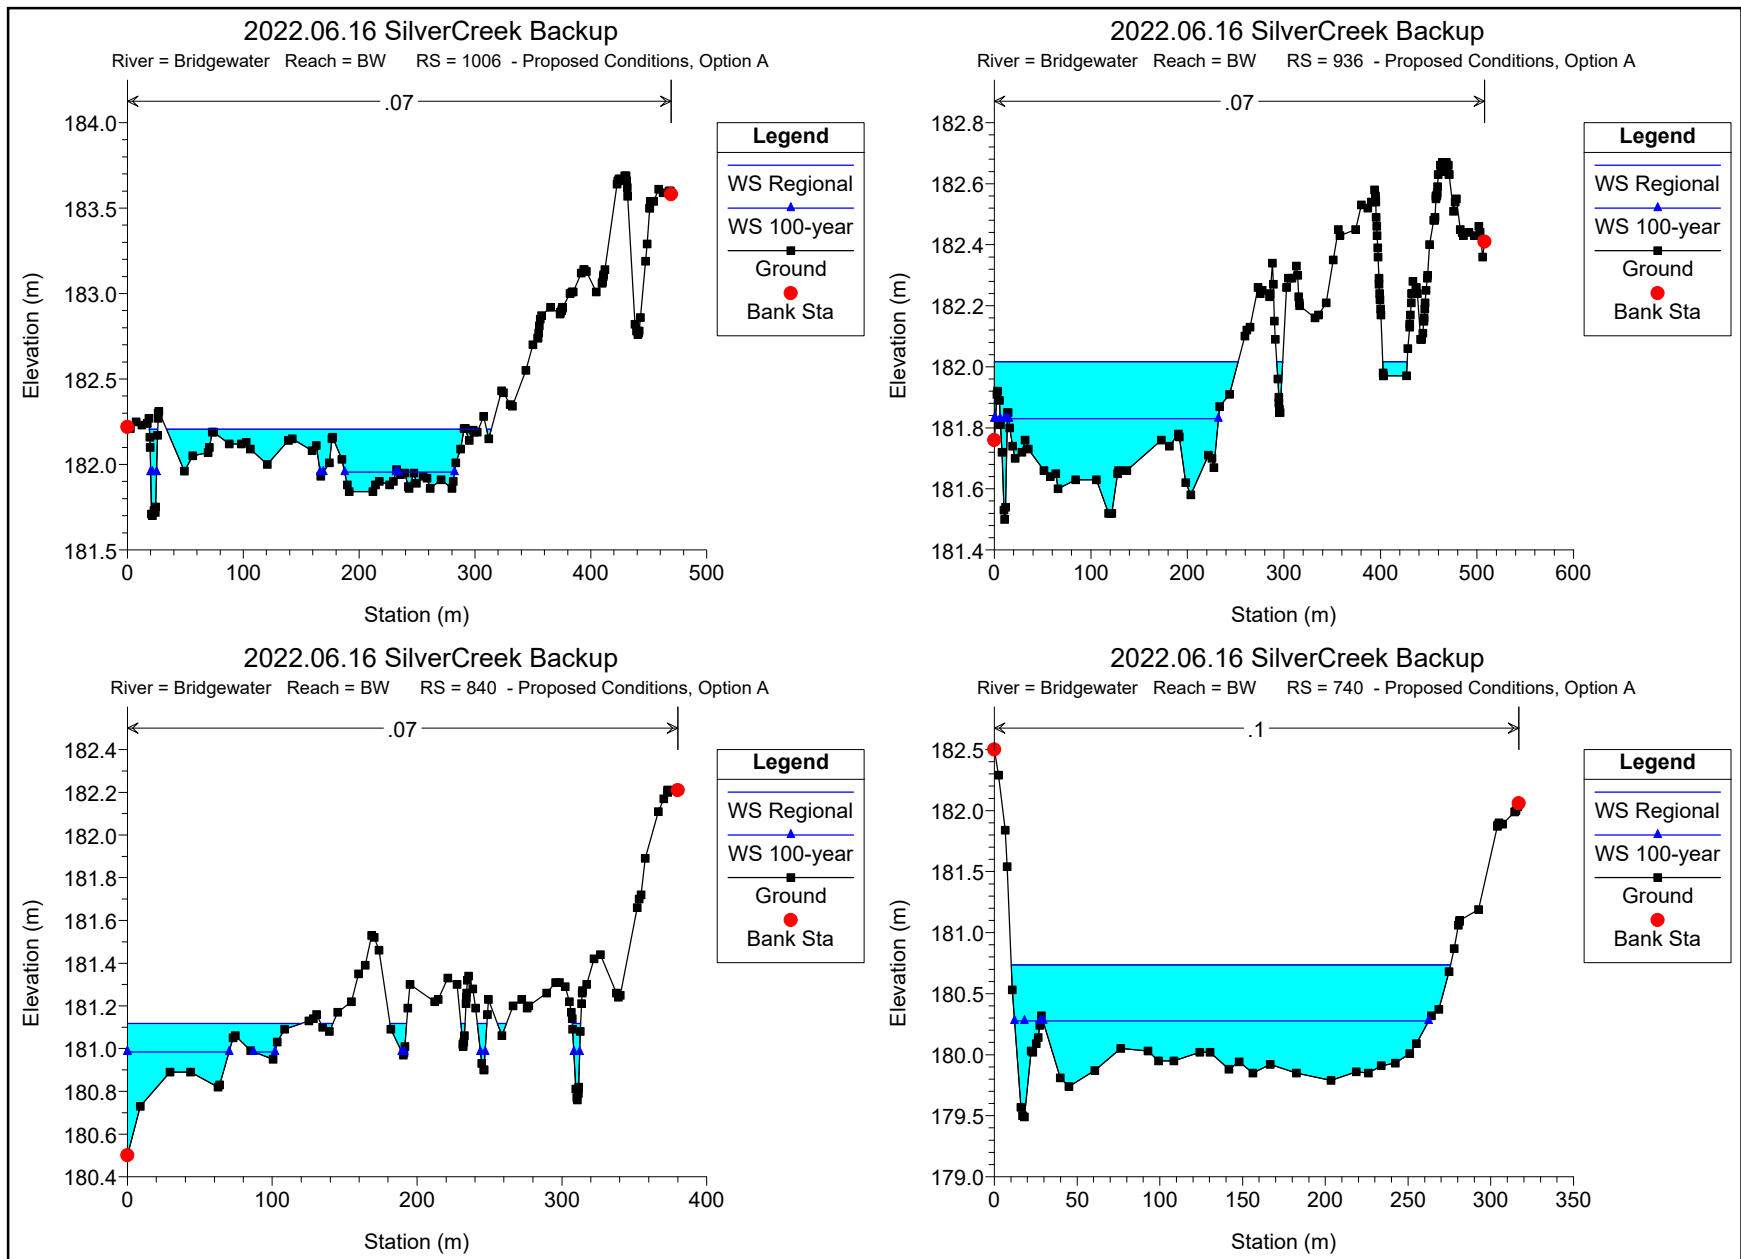 2022.06.16 SilverCreek Backup
River = Bridgewater Reach = BW RS = 1006 - Proposed Conditions, Option A
.07
184.0
183.5
183.0
182.5
182.0
181.5
Elevation (m)
0 100 200 300 400 500
Station (m)
Legend
WS Regional
WS 100-year
Ground
Bank Sta
2022.06.16 SilverCreek Backup
River = Bridgewater Reach = BW RS = 936 - Proposed Conditions, Option A
.07
182.8
182.6
182.4
182.2
182.0
181.8
181.6
181.4
Elevation (m)
0 100 200 300 400 500 600
Station (m)
Legend
WS Regional
WS 100-year
Ground
Bank Sta
2022.06.16 SilverCreek Backup
River = Bridgewater Reach = BW RS = 840 - Proposed Conditions, Option A
.07
182.4
182.2
182.0
181.8
181.6
181.4
181.2
181.0
180.8
180.6
180.4
Elevation (m)
0 100 200 300 400
Station (m)
Legend
WS Regional
WS 100-year
Ground
Bank Sta
2022.06.16 SilverCreek Backup
River = Bridgewater Reach = BW RS = 740 - Proposed Conditions, Option A
.1
182.5
182.0
181.5
181.0
180.5
180.0
179.5
179.0
Elevation (m)
0 50 100 150 200 250 300 350
Station (m)
Legend
WS Regional
WS 100-year
Ground
Bank Sta